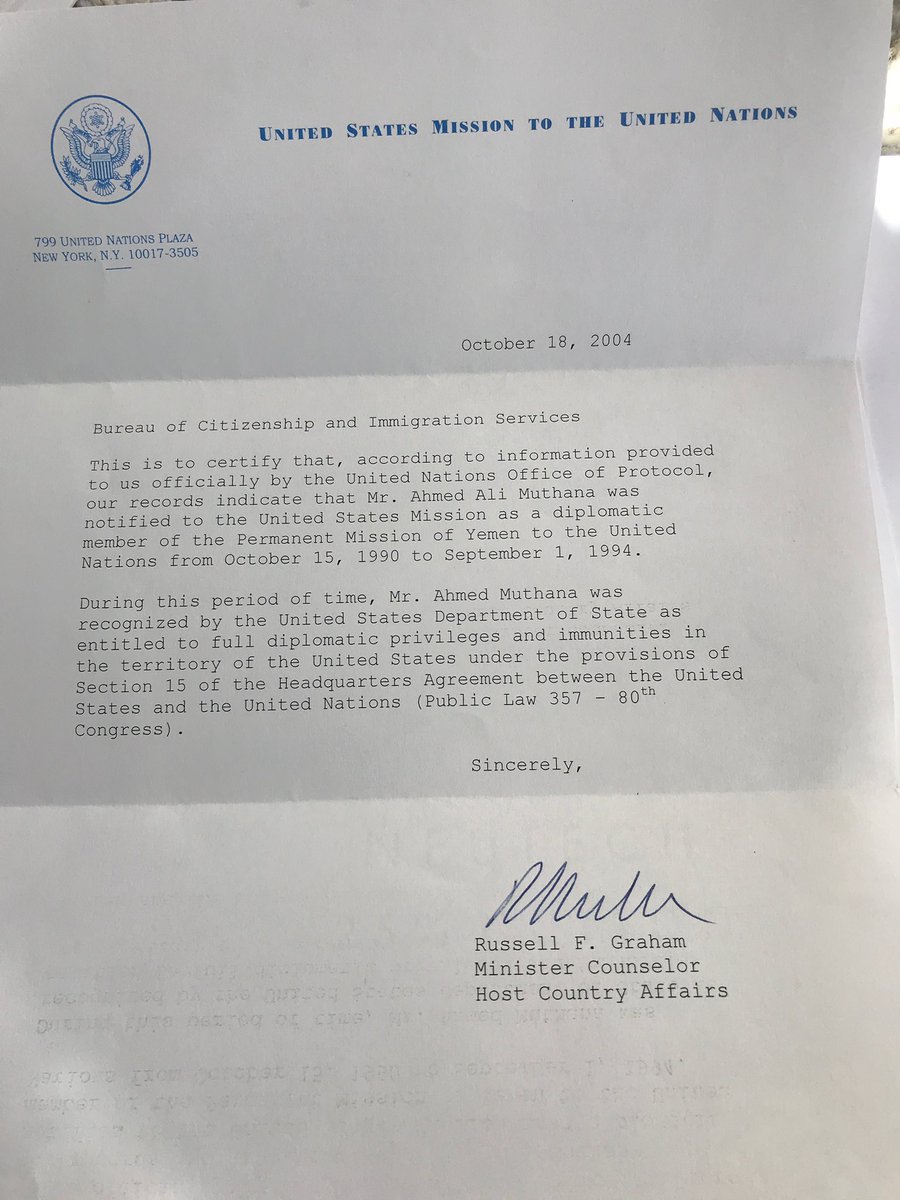 UNITED STATES MISSION TO THE UNITED NATIONS
799 UNITED NATIONS PLAZA
NEW YORK, N.Y. 10017-3505
October 18, 2004
Bureau of Citizenship and Immigration Services
This is to certify that, according to information provided
to us officially by the United Nations Office of Protocol,
our records indicate that Mr. Ahmed Ali Muthana was
notified to the United States Mission as a diplomatic
member of the Permanent Mission of Yemen to the United
Nations from October 15, 1990 to September 1, 1994.
During this period of time, Mr. Ahmed Muthana was
recognized by the United States Department of State as
entitled to full diplomatic privileges and immunities in
the territory of the United States under the provisions of
Section 15 of the Headquarters Agreement between the United
States and the United Nations (Public Law 357 - 80th
Congress).
Sincerely,
Russell F. Graham
Minister Counselor
Host Country Affairs